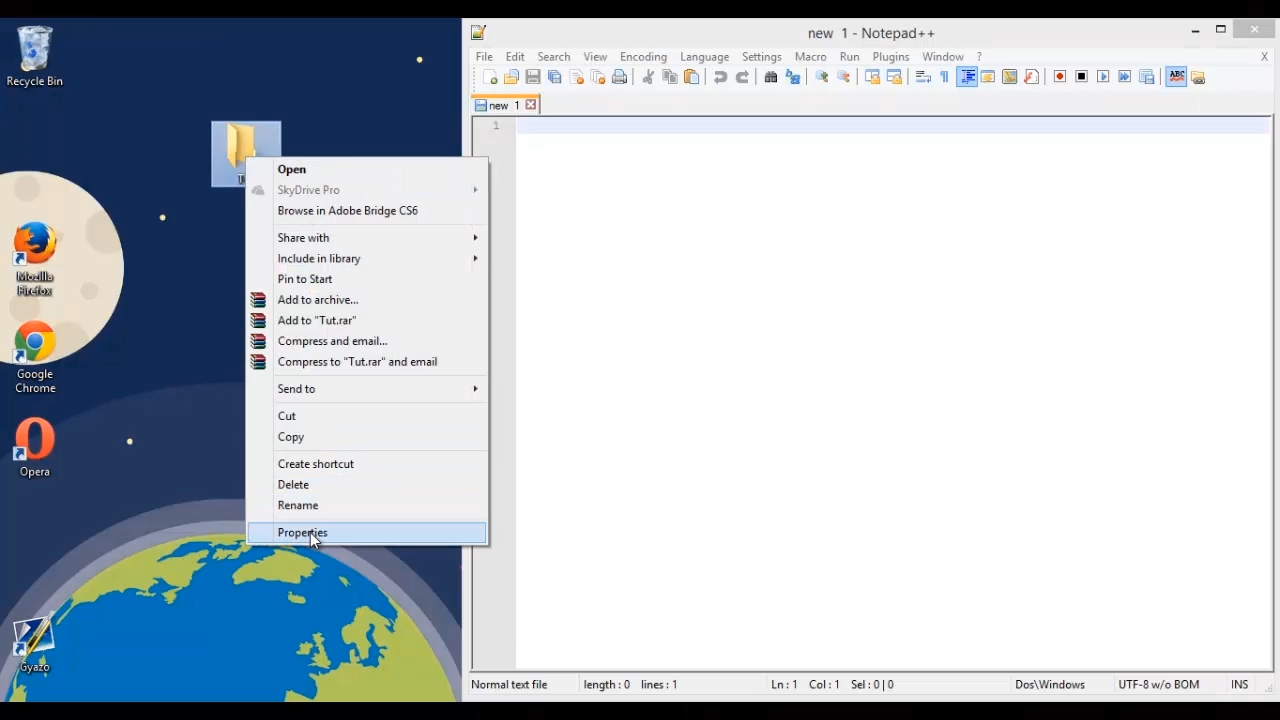 Recycle Bin
Mozilla
Firefox
Google
Chrome
Opera
Gyazo
Open
SkyDrive Pro
Browse in Adobe Bridge CS6
Share with
Include in library
Pin to Start
Add to archive...
Add to "Tut.rar"
Compress and email...
Compress to "Tut.rar" and email
Send to
Cut
Copy
Create shortcut
Delete
Rename
Properties
new 1 - Notepad++
File Edit Search View Encoding Language Settings Macro Run Plugins Window ? X
ABC
new 1
1
Normal text file length : 0 lines : 1 Ln : 1 Col : 1 Sel : 0 | 0 Dos\Windows UTF-8 w/o BOM INS